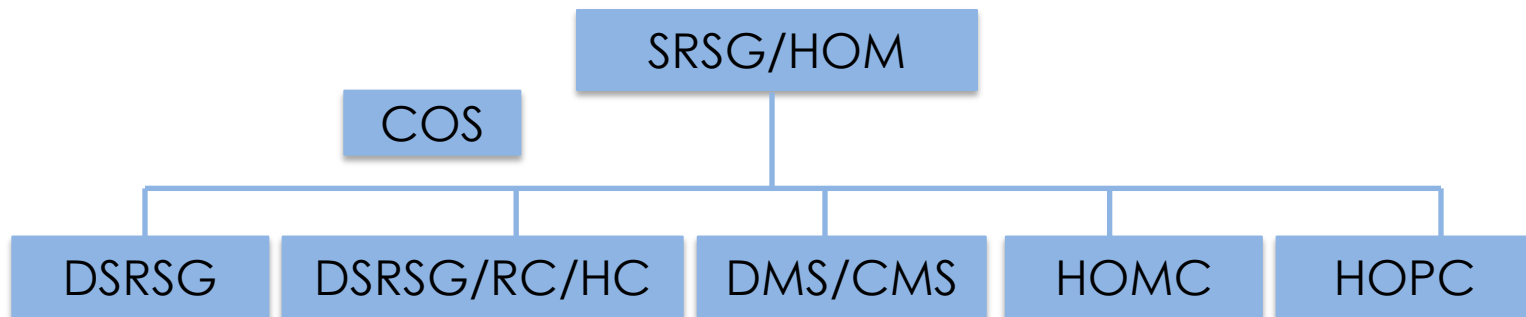 SRSG/HOM
COS
DSRSG
DSRSG/RC/HC
DMS/CMS
HOMC
HOPC